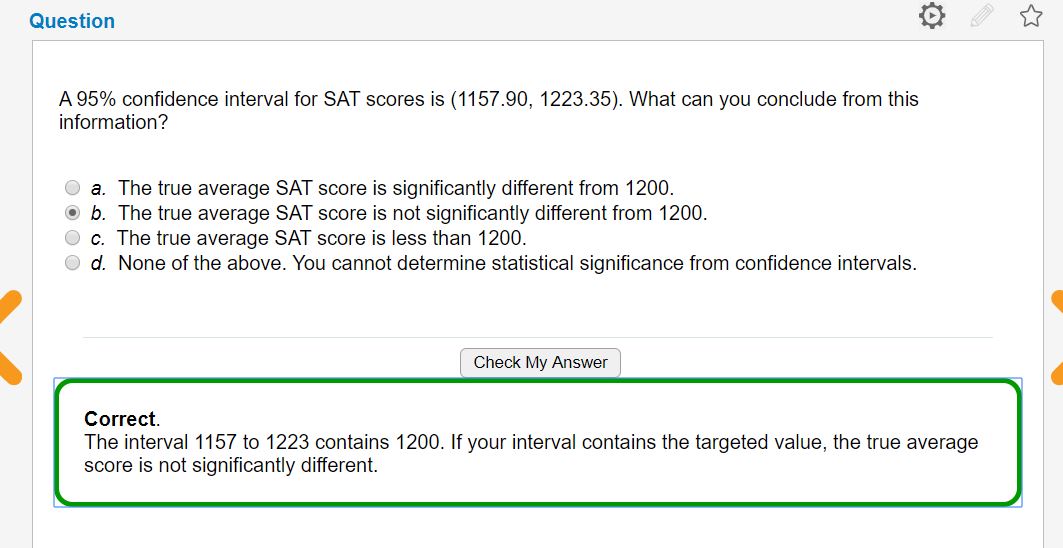 Question
A 95% confidence interval for SAT scores is (1157.90, 1223.35). What can you conclude from this
information?
a. The true average SAT score is significantly different from 1200.
b. The true average SAT score is not significantly different from 1200.
c. The true average SAT score is less than 1200.
d. None of the above. You cannot determine statistical significance from confidence intervals.
Check My Answer
Correct.
The interval 1157 to 1223 contains 1200. If your interval contains the targeted value, the true average
score is not significantly different.